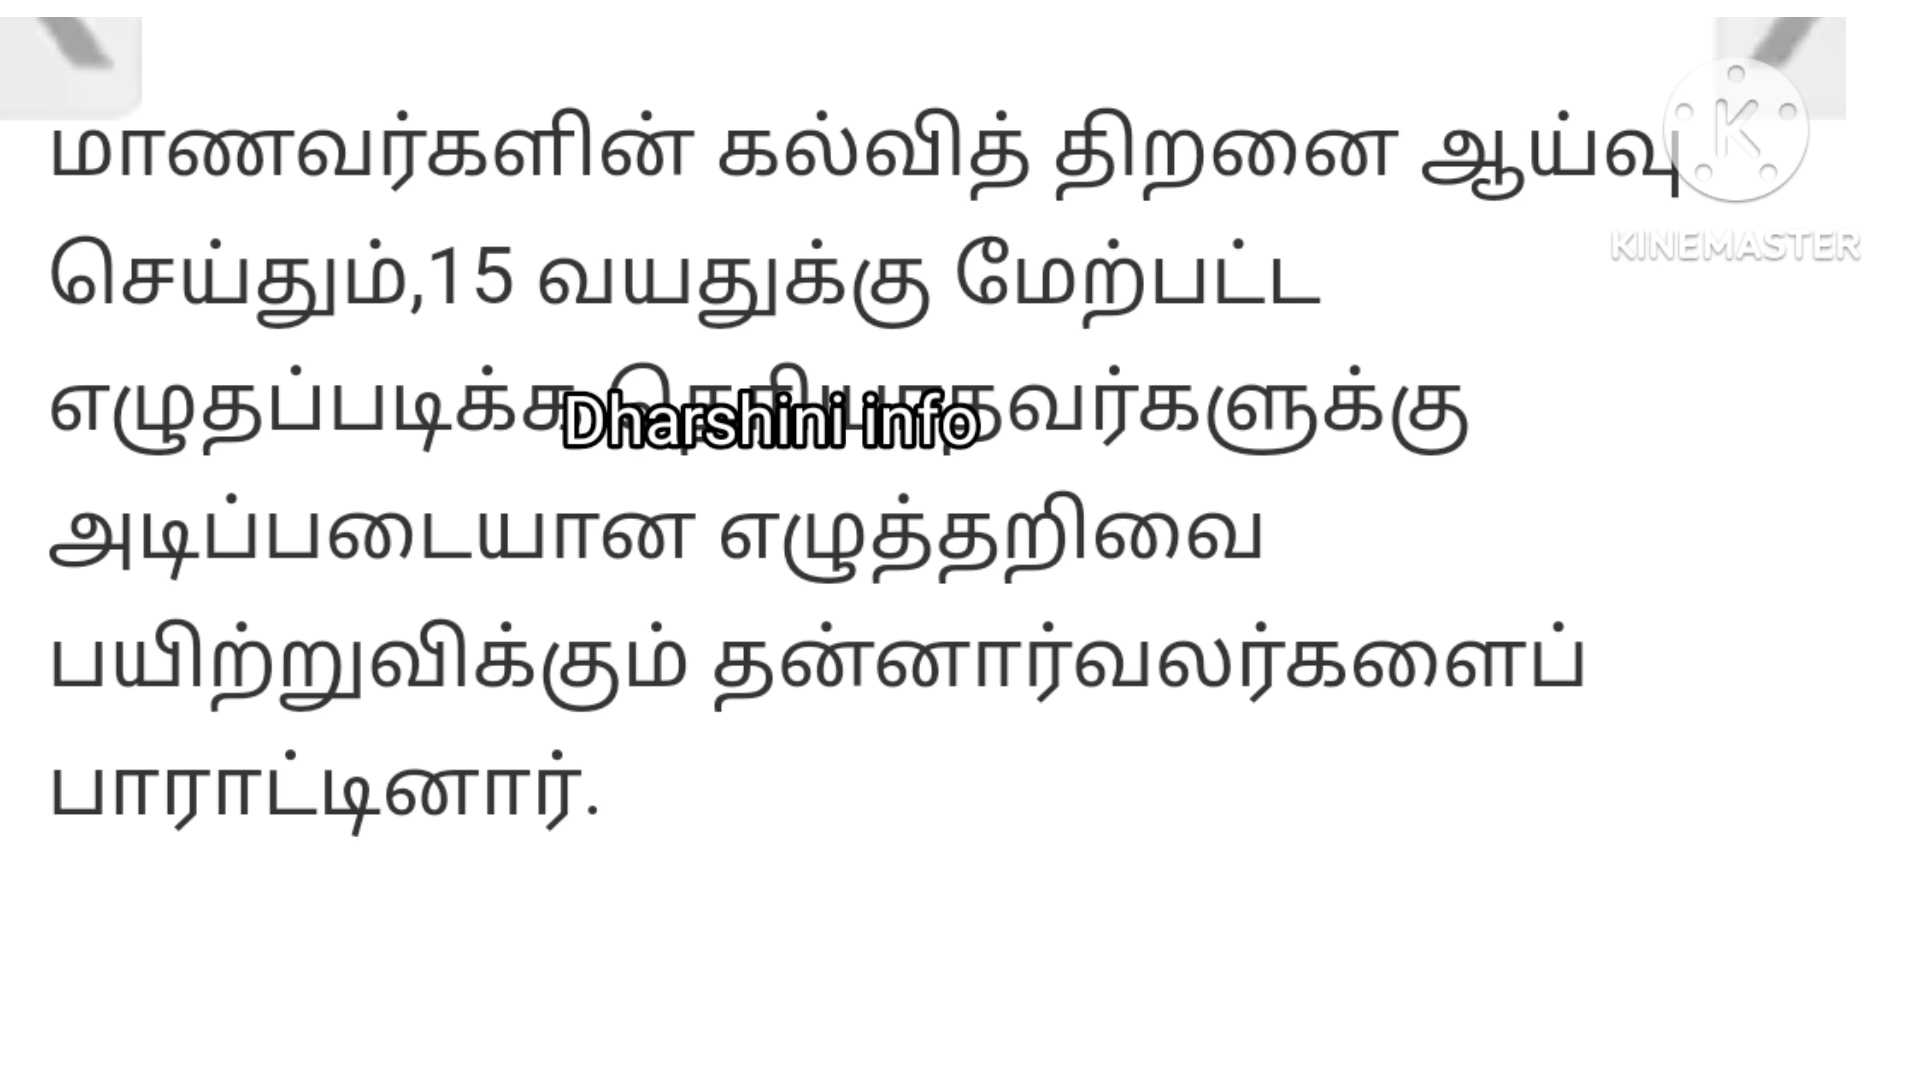 மாணவர்களின் கல்வித் திறனை ஆய்வு
KINEMASTER
செய்தும்,15 வயதுக்கு மேற்பட்ட
எழுதப்படிக்க தெரியாதவர்களுக்கு
Dharshini info
அடிப்படையான எழுத்தறிவை
பயிற்றுவிக்கும் தன்னார்வலர்களைப்
பாராட்டினார்.